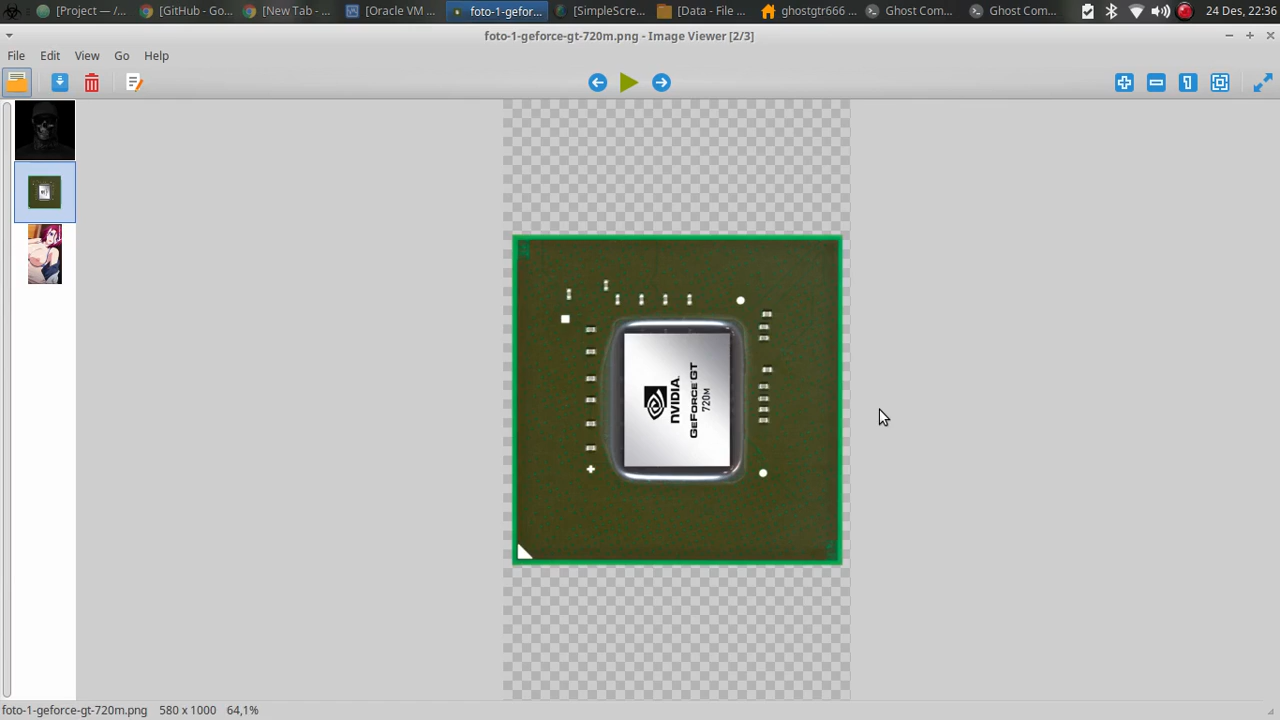 [Project — /...
[GitHub - Go...
[New Tab - ...
[Oracle VM ...
foto-1-gefor...
[SimpleScre...
[Data - File ...
ghostgtr666 ...
Ghost Com...
Ghost Com...
24 Des, 22:36
foto-1-geforce-gt-720m.png - Image Viewer [2/3]
File Edit View Go Help
NVIDIA.
GEFORCE GT
720M
foto-1-geforce-gt-720m.png 580 x 1000 64,1%